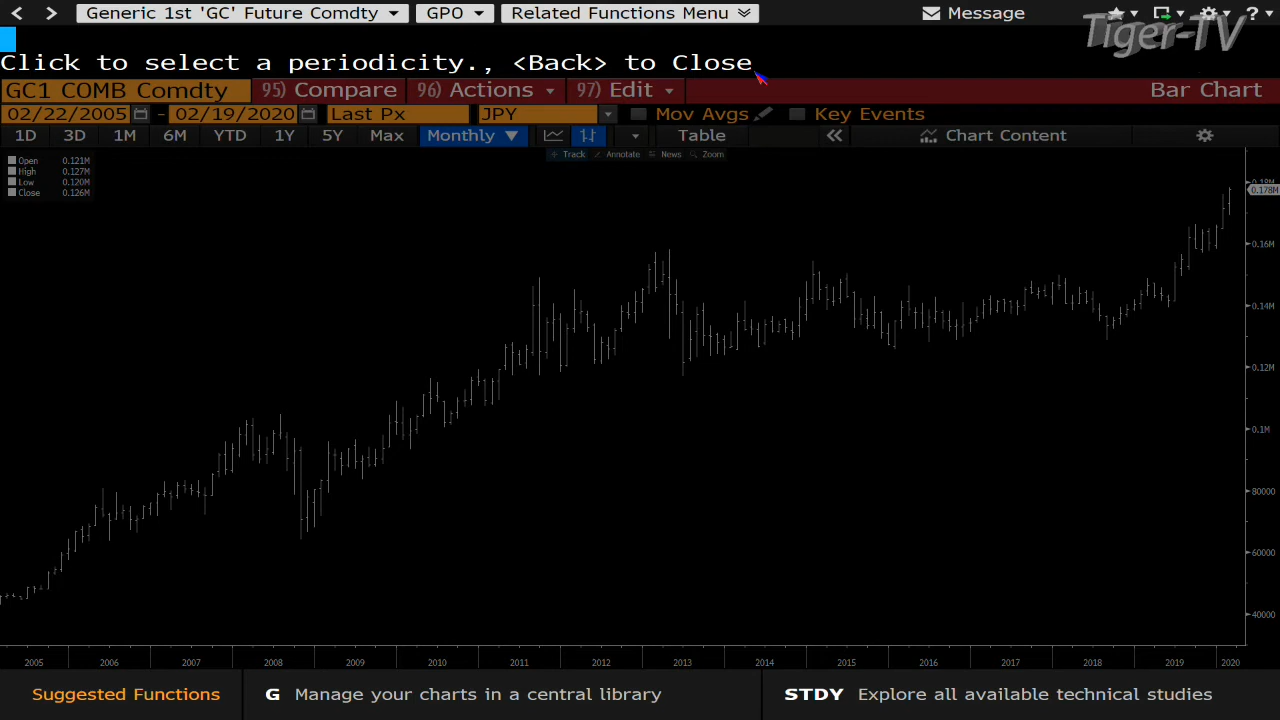 Generic 1st 'GC' Future Comdty GPO Related Functions Menu Message ?
Tiger-TV
Click to select a periodicity., <Back> to Close
GC1 COMB Comdty 95) Compare 96) Actions 97) Edit Bar Chart
02/22/2005 - 02/19/2020 Last Px JPY Mov Avgs Key Events
1D 3D 1M 6M YTD 1Y 5Y Max Monthly Table Chart Content
Track Annotate News Zoom
Open 0.121M
High 0.127M
Low 0.120M
Close 0.126M
0.18M
0.178M
0.16M
0.14M
0.12M
0.1M
80000
60000
40000
2005 2006 2007 2008 2009 2010 2011 2012 2013 2014 2015 2016 2017 2018 2019 2020
Suggested Functions G Manage your charts in a central library STDY Explore all available technical studies